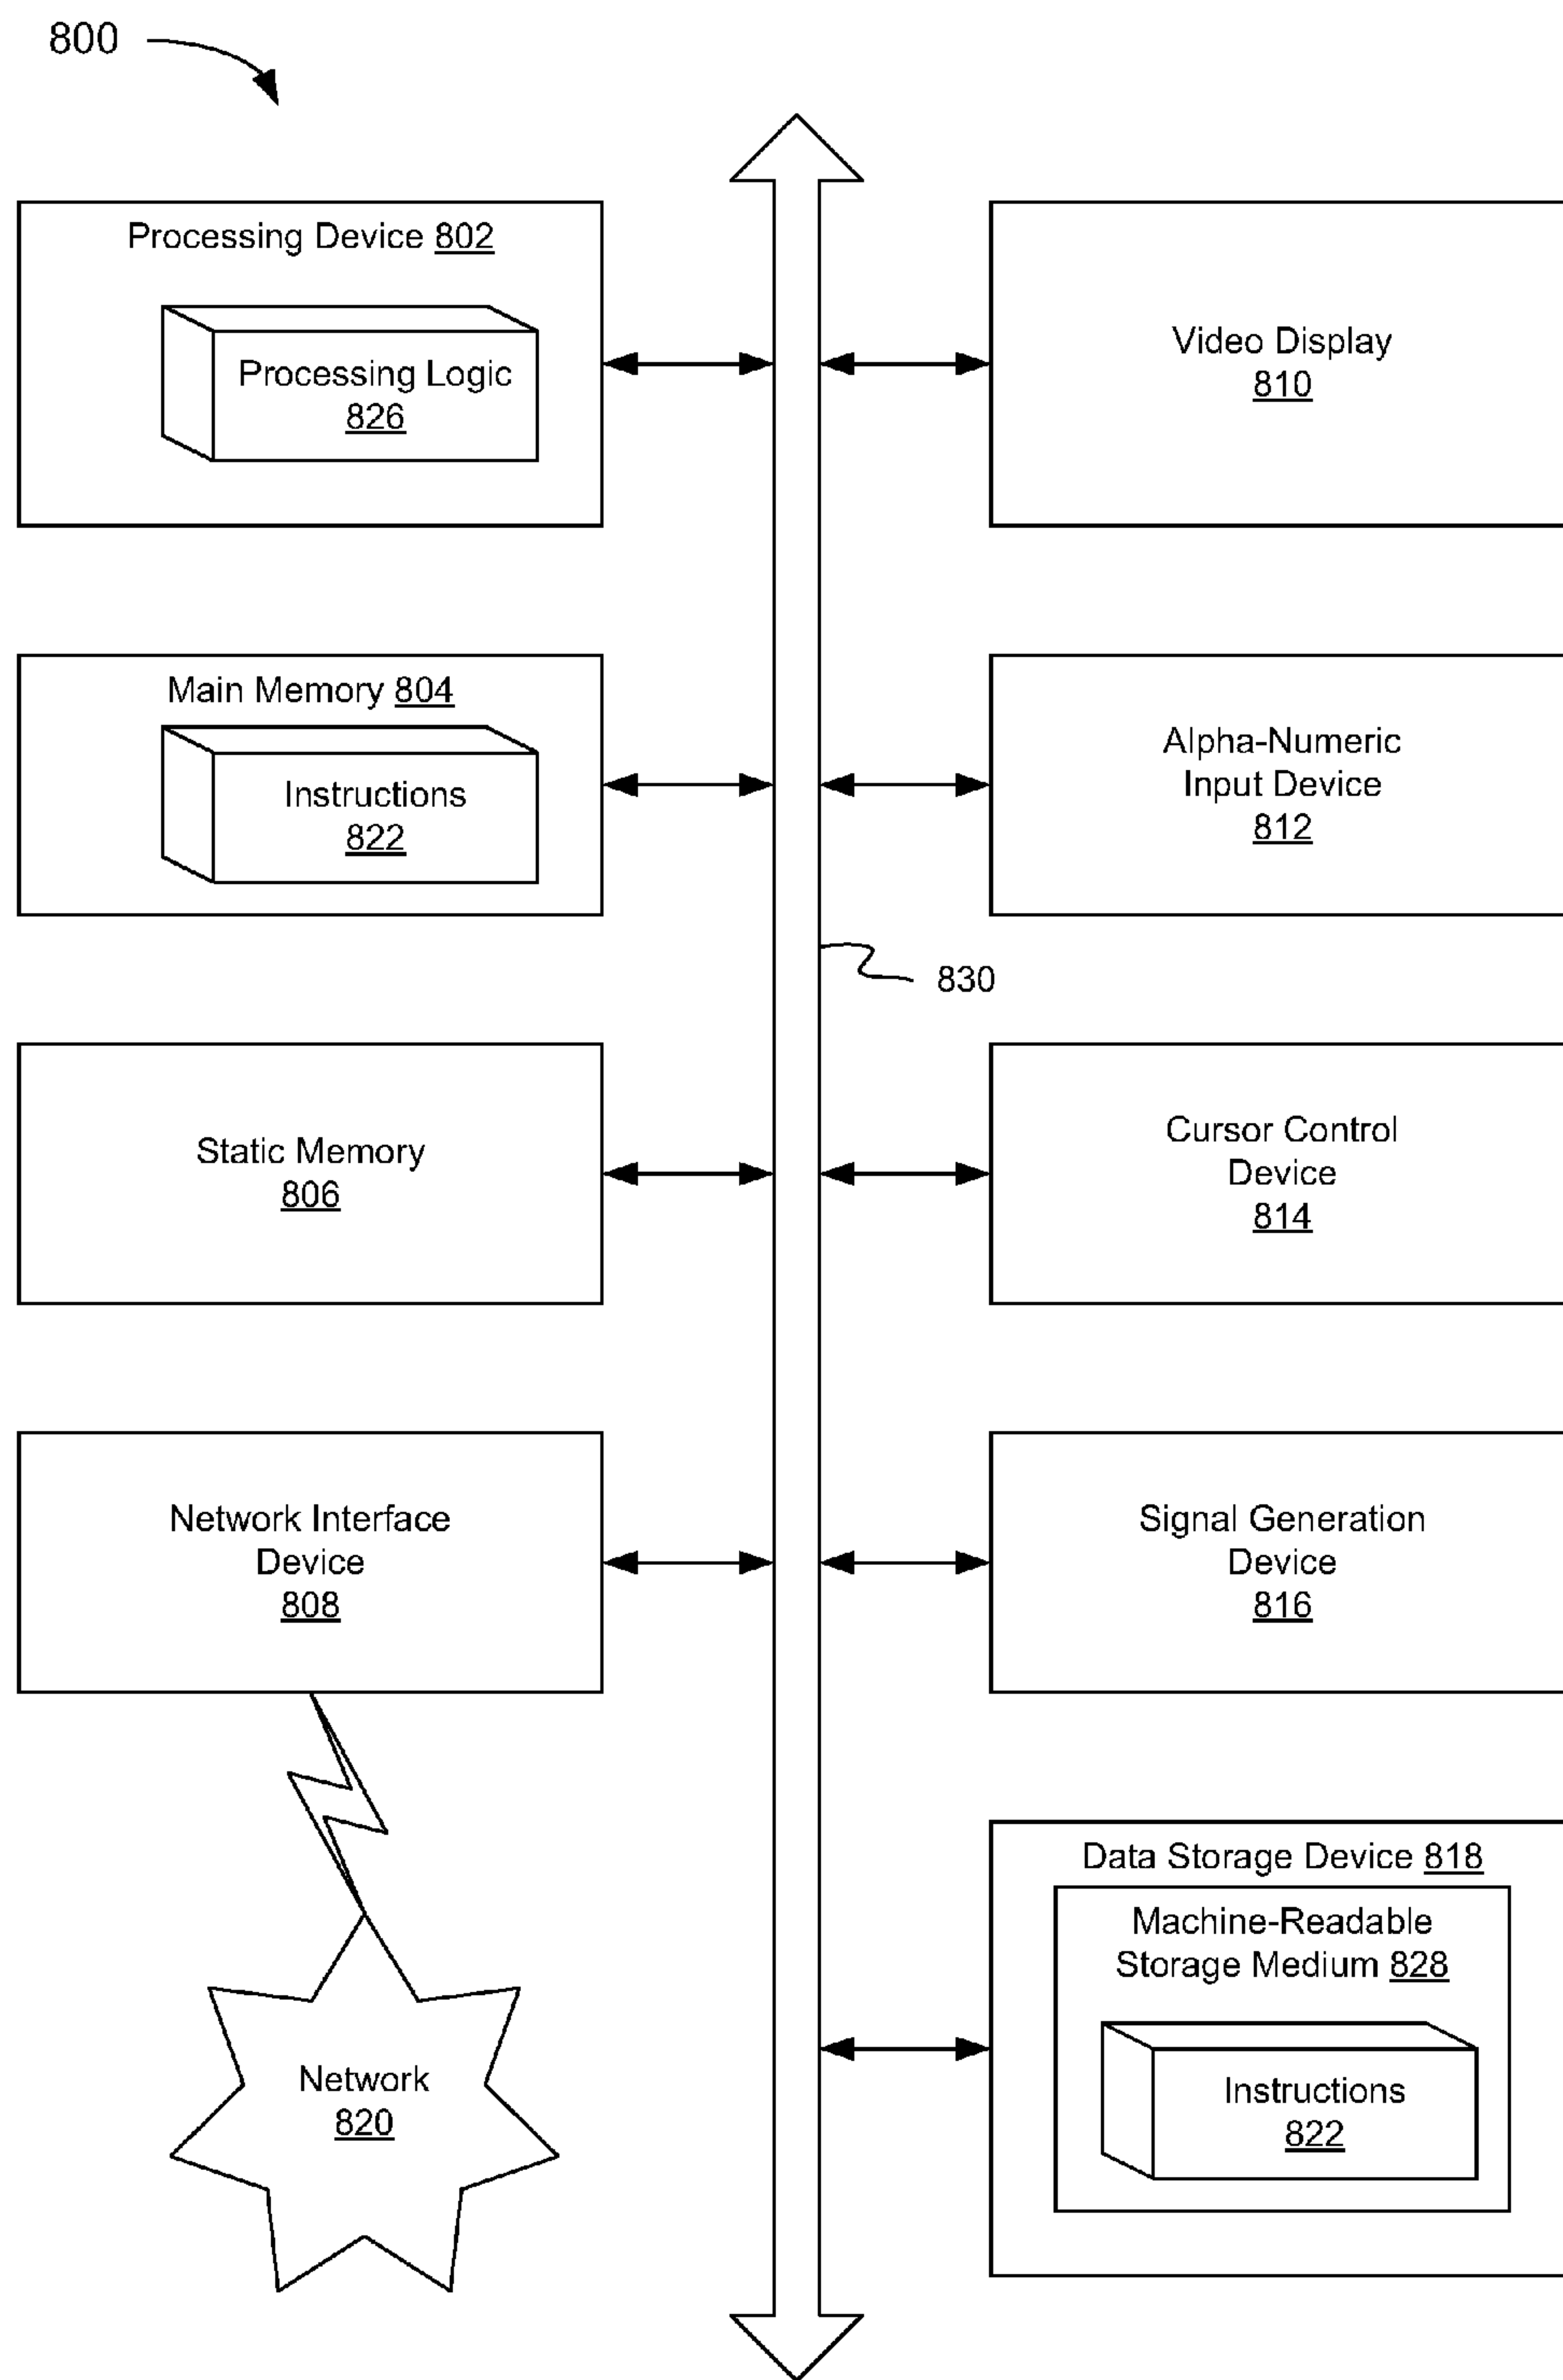 800
Processing Device 802
Processing Logic
826
Main Memory 804
Instructions
822
Static Memory
806
Network Interface
Device
808
Network
820
830
Video Display
810
Alpha-Numeric
Input Device
812
Cursor Control
Device
814
Signal Generation
Device
816
Data Storage Device 818
Machine-Readable
Storage Medium 828
Instructions
822